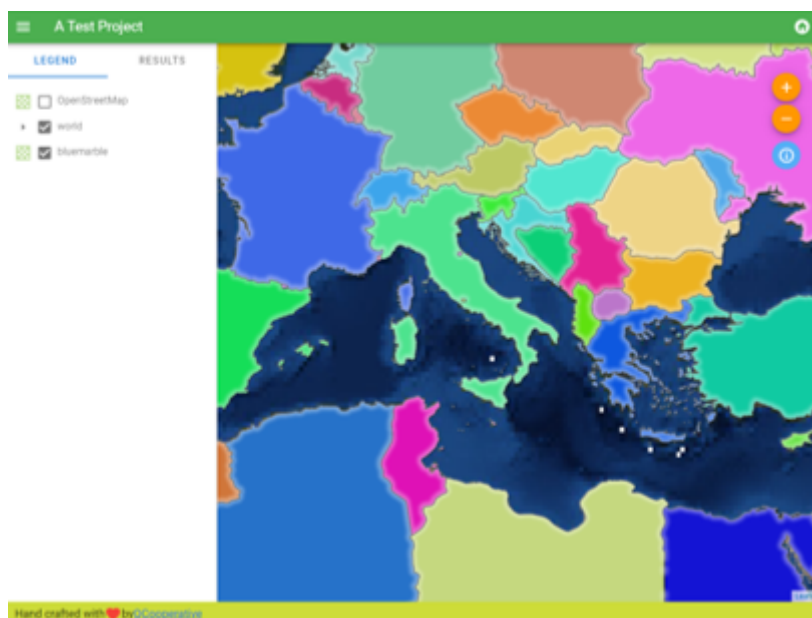 A Test Project
LEGEND
RESULTS
OpenStreetMap
world
bluemarble
Hand crafted with ❤ by QCooperative